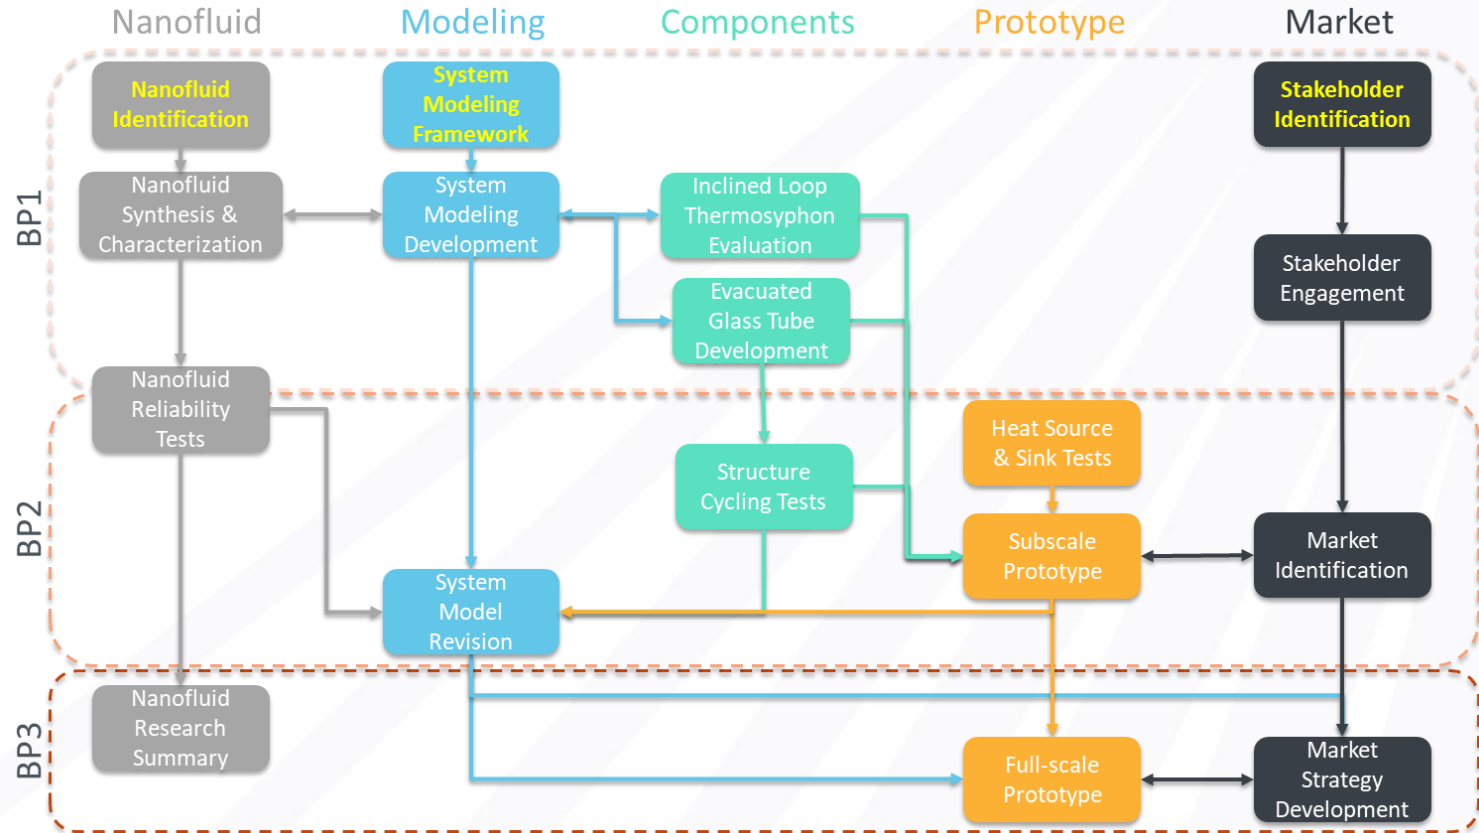 Nanofluid
Modeling
Components
Prototype
Market
BP1
Nanofluid
Identification
System
Modeling
Framework
Stakeholder
Identification
Nanofluid
Synthesis &
Characterization
System
Modeling
Development
Inclined Loop
Thermosyphon
Evaluation
Stakeholder
Engagement
Evacuated
Glass Tube
Development
Nanofluid
Reliability
Tests
BP2
Heat Source
& Sink Tests
Structure
Cycling Tests
Subscale
Prototype
Market
Identification
System
Model
Revision
BP3
Nanofluid
Research
Summary
Full-scale
Prototype
Market
Strategy
Development